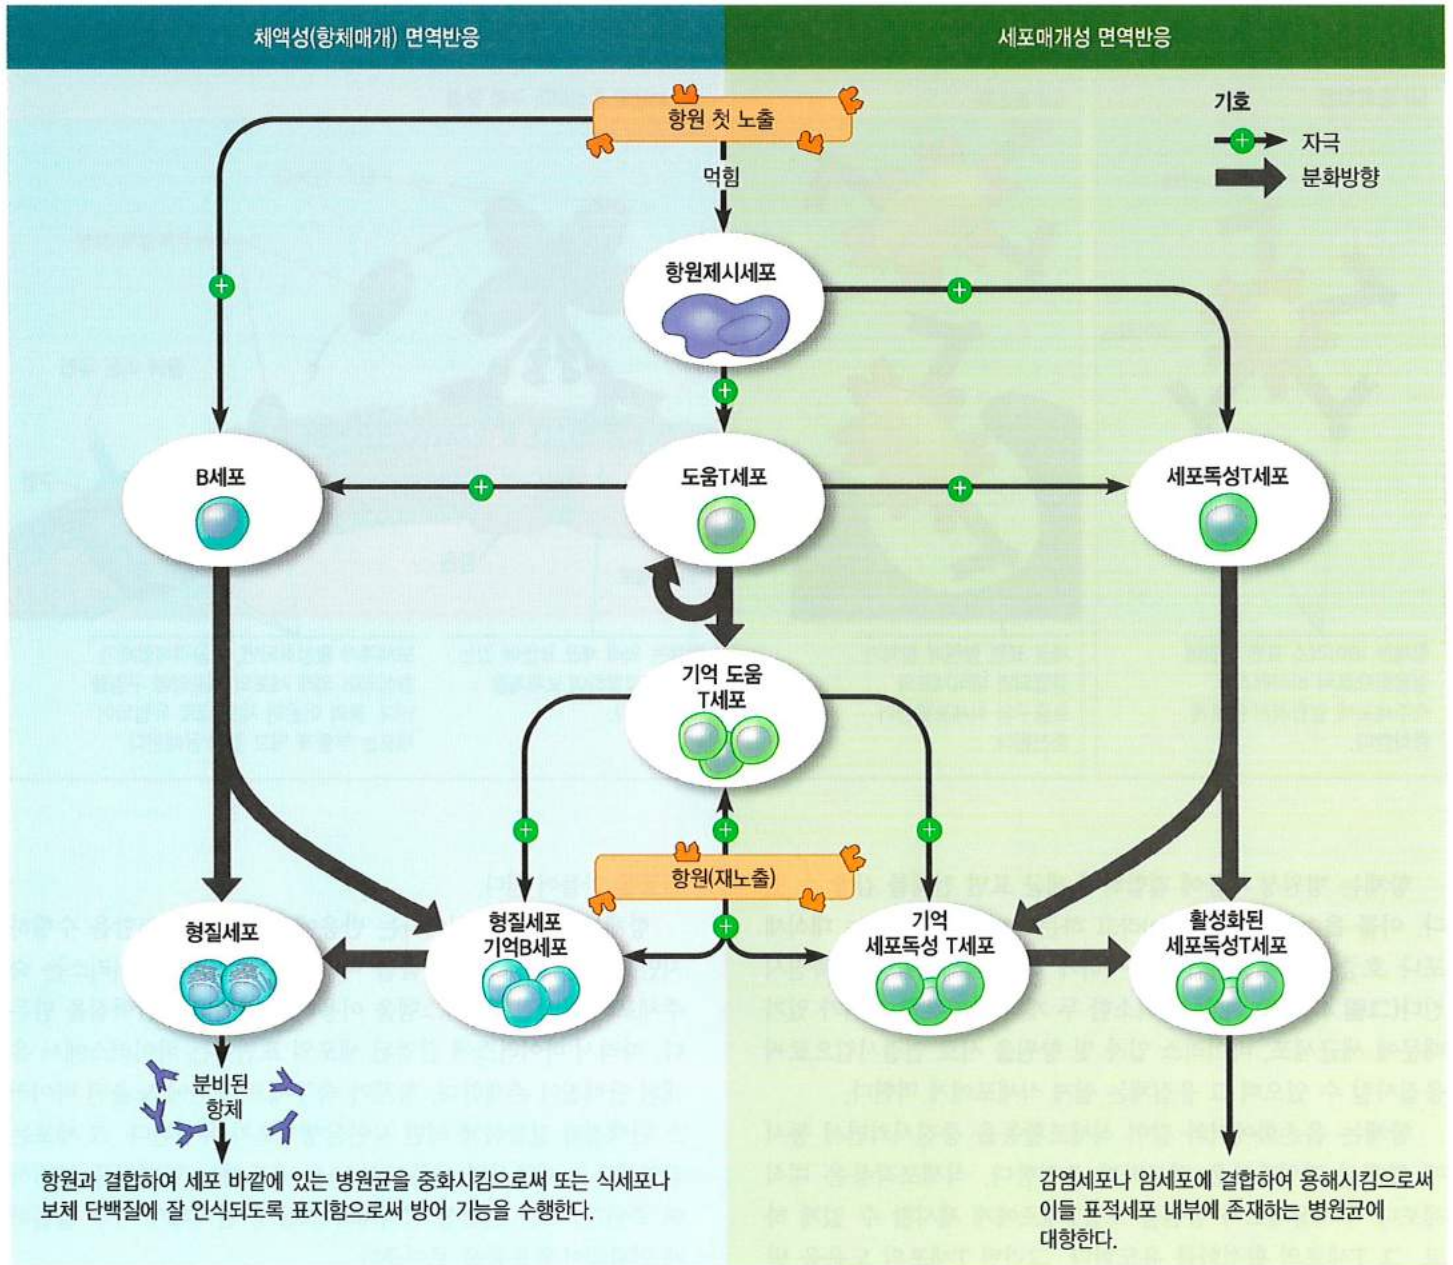 체액성(항체매개) 면역반응
세포매개성 면역반응
항원 첫 노출
기호
자극
분화방향
먹힘
항원제시세포
B세포
도움T세포
세포독성T세포
기억 도움
T세포
항원(재노출)
형질세포
형질세포
기억B세포
기억
세포독성 T세포
활성화된
세포독성T세포
분비된
항체
항원과 결합하여 세포 바깥에 있는 병원균을 중화시킴으로써 또는 식세포나
보체 단백질에 잘 인식되도록 표지함으로써 방어 기능을 수행한다.
감염세포나 암세포에 결합하여 용해시킴으로써
이들 표적세포 내부에 존재하는 병원균에
대항한다.